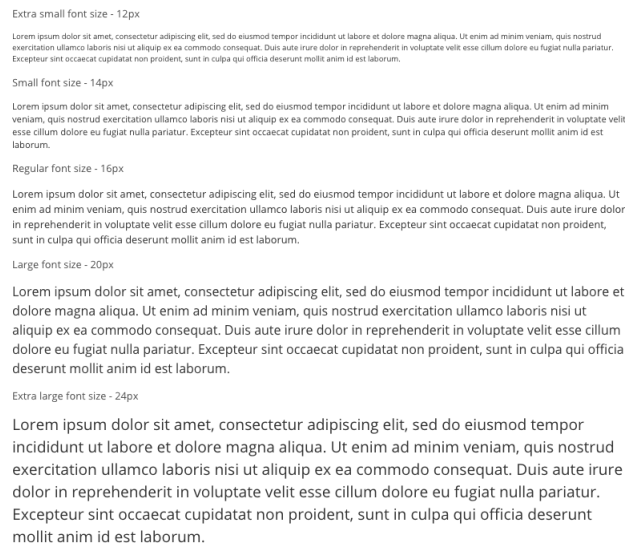 Extra small font size - 12px
Lorem ipsum dolor sit amet, consectetur adipiscing elit, sed do eiusmod tempor incididunt ut labore et dolore magna aliqua. Ut enim ad minim veniam, quis nostrud
exercitation ullamco laboris nisi ut aliquip ex ea commodo consequat. Duis aute irure dolor in reprehenderit in voluptate velit esse cillum dolore eu fugiat nulla pariatur.
Excepteur sint occaecat cupidatat non proident, sunt in culpa qui officia deserunt mollit anim id est laborum.
Small font size - 14px
Lorem ipsum dolor sit amet, consectetur adipiscing elit, sed do eiusmod tempor incididunt ut labore et dolore magna aliqua. Ut enim ad minim
veniam, quis nostrud exercitation ullamco laboris nisi ut aliquip ex ea commodo consequat. Duis aute irure dolor in reprehenderit in voluptate velit
esse cillum dolore eu fugiat nulla pariatur. Excepteur sint occaecat cupidatat non proident, sunt in culpa qui officia deserunt mollit anim id est
laborum.
Regular font size - 16px
Lorem ipsum dolor sit amet, consectetur adipiscing elit, sed do eiusmod tempor incididunt ut labore et dolore magna aliqua. Ut
enim ad minim veniam, quis nostrud exercitation ullamco laboris nisi ut aliquip ex ea commodo consequat. Duis aute irure dolor
in reprehenderit in voluptate velit esse cillum dolore eu fugiat nulla pariatur. Excepteur sint occaecat cupidatat non proident,
sunt in culpa qui officia deserunt mollit anim id est laborum.
Large font size - 20px
Lorem ipsum dolor sit amet, consectetur adipiscing elit, sed do eiusmod tempor incididunt ut labore et
dolore magna aliqua. Ut enim ad minim veniam, quis nostrud exercitation ullamco laboris nisi ut
aliquip ex ea commodo consequat. Duis aute irure dolor in reprehenderit in voluptate velit esse cillum
dolore eu fugiat nulla pariatur. Excepteur sint occaecat cupidatat non proident, sunt in culpa qui officia
deserunt mollit anim id est laborum.
Extra large font size - 24px
Lorem ipsum dolor sit amet, consectetur adipiscing elit, sed do eiusmod tempor
incididunt ut labore et dolore magna aliqua. Ut enim ad minim veniam, quis nostrud
exercitation ullamco laboris nisi ut aliquip ex ea commodo consequat. Duis aute irure
dolor in reprehenderit in voluptate velit esse cillum dolore eu fugiat nulla pariatur.
Excepteur sint occaecat cupidatat non proident, sunt in culpa qui officia deserunt
mollit anim id est laborum.